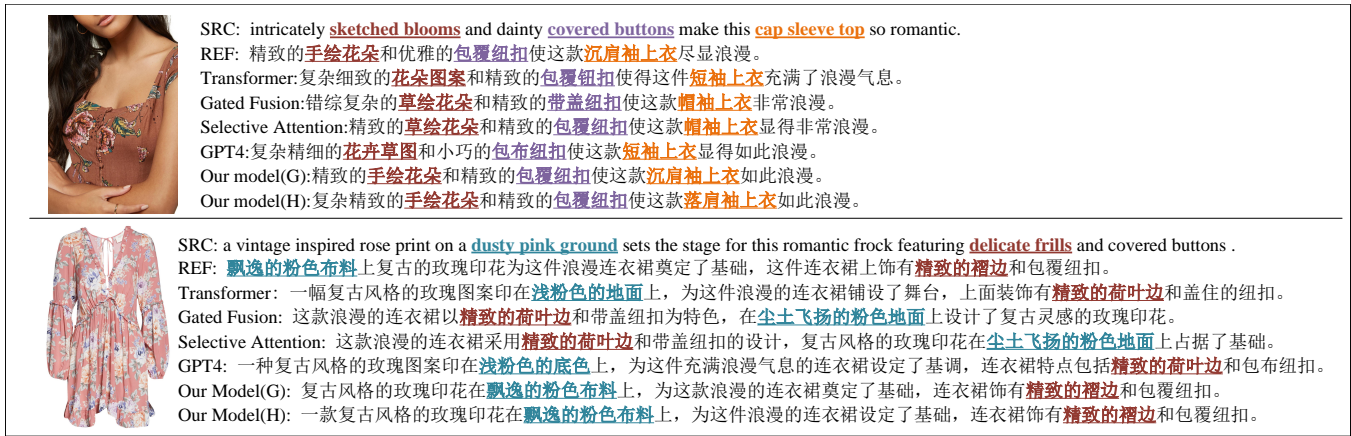 SRC: intricately sketched blooms and dainty covered buttons make this cap sleeve top so romantic.
REF: 精致的手绘花朵和优雅的包覆纽扣使这款沉肩袖上衣尽显浪漫。
Transformer:复杂细致的花朵图案和精致的包覆钮扣使得这件短袖上衣充满了浪漫气息。
Gated Fusion:错综复杂的草绘花朵和精致的带盖纽扣使这款帽袖上衣非常浪漫。
Selective Attention:精致的草绘花朵和精致的包覆纽扣使这款帽袖上衣显得非常浪漫。
GPT4:复杂精细的花卉草图和小巧的包布纽扣使这款短袖上衣显得如此浪漫。
Our model(G):精致的手绘花朵和精致的包覆纽扣使这款沉肩袖上衣如此浪漫。
Our model(H):复杂精致的手绘花朵和精致的包覆纽扣使这款落肩袖上衣如此浪漫。
SRC: a vintage inspired rose print on a dusty pink ground sets the stage for this romantic frock featuring delicate frills and covered buttons .
REF: 飘逸的粉色布料上复古的玫瑰印花为这件浪漫连衣裙奠定了基础，这件连衣裙上饰有精致的褶边和包覆纽扣。
Transformer: 一幅复古风格的玫瑰图案印在浅粉色的地面上，为这件浪漫的连衣裙铺设了舞台，上面装饰有精致的荷叶边和盖住的纽扣。
Gated Fusion: 这款浪漫的连衣裙以精致的荷叶边和带盖纽扣为特色，在尘土飞扬的粉色地面上设计了复古灵感的玫瑰印花。
Selective Attention: 这款浪漫的连衣裙采用精致的荷叶边和带盖纽扣的设计，复古风格的玫瑰印花在尘土飞扬的粉色地面上占据了基础。
GPT4: 一种复古风格的玫瑰图案印在浅粉色的底色上，为这件充满浪漫气息的连衣裙设定了基调，连衣裙特点包括精致的荷叶边和包布纽扣。
Our Model(G): 复古风格的玫瑰印花在飘逸的粉色布料上，为这款浪漫的连衣裙奠定了基础，连衣裙饰有精致的褶边和包覆纽扣。
Our Model(H): 一款复古风格的玫瑰印花在飘逸的粉色布料上，为这件浪漫的连衣裙设定了基础，连衣裙饰有精致的褶边和包覆纽扣。